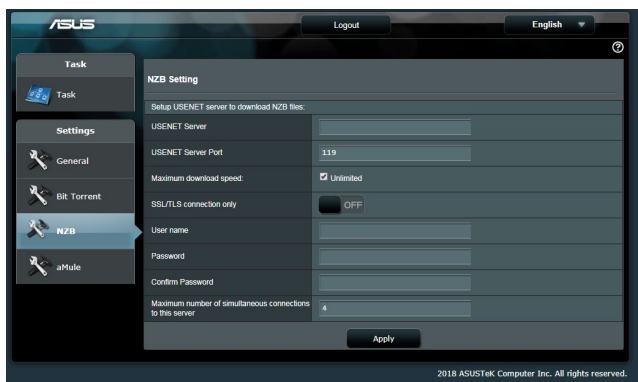 ASUS
Logout
English
Task
Task
Settings
General
Bit Torrent
NZB
aMule
NZB Setting
Setup USENET server to download NZB files:
USENET Server
USENET Server Port
119
Maximum download speed:
Unlimited
SSL/TLS connection only
OFF
User name
Password
Confirm Password
Maximum number of simultaneous connections
to this server
4
Apply
2018 ASUSTeK Computer Inc. All rights reserved.